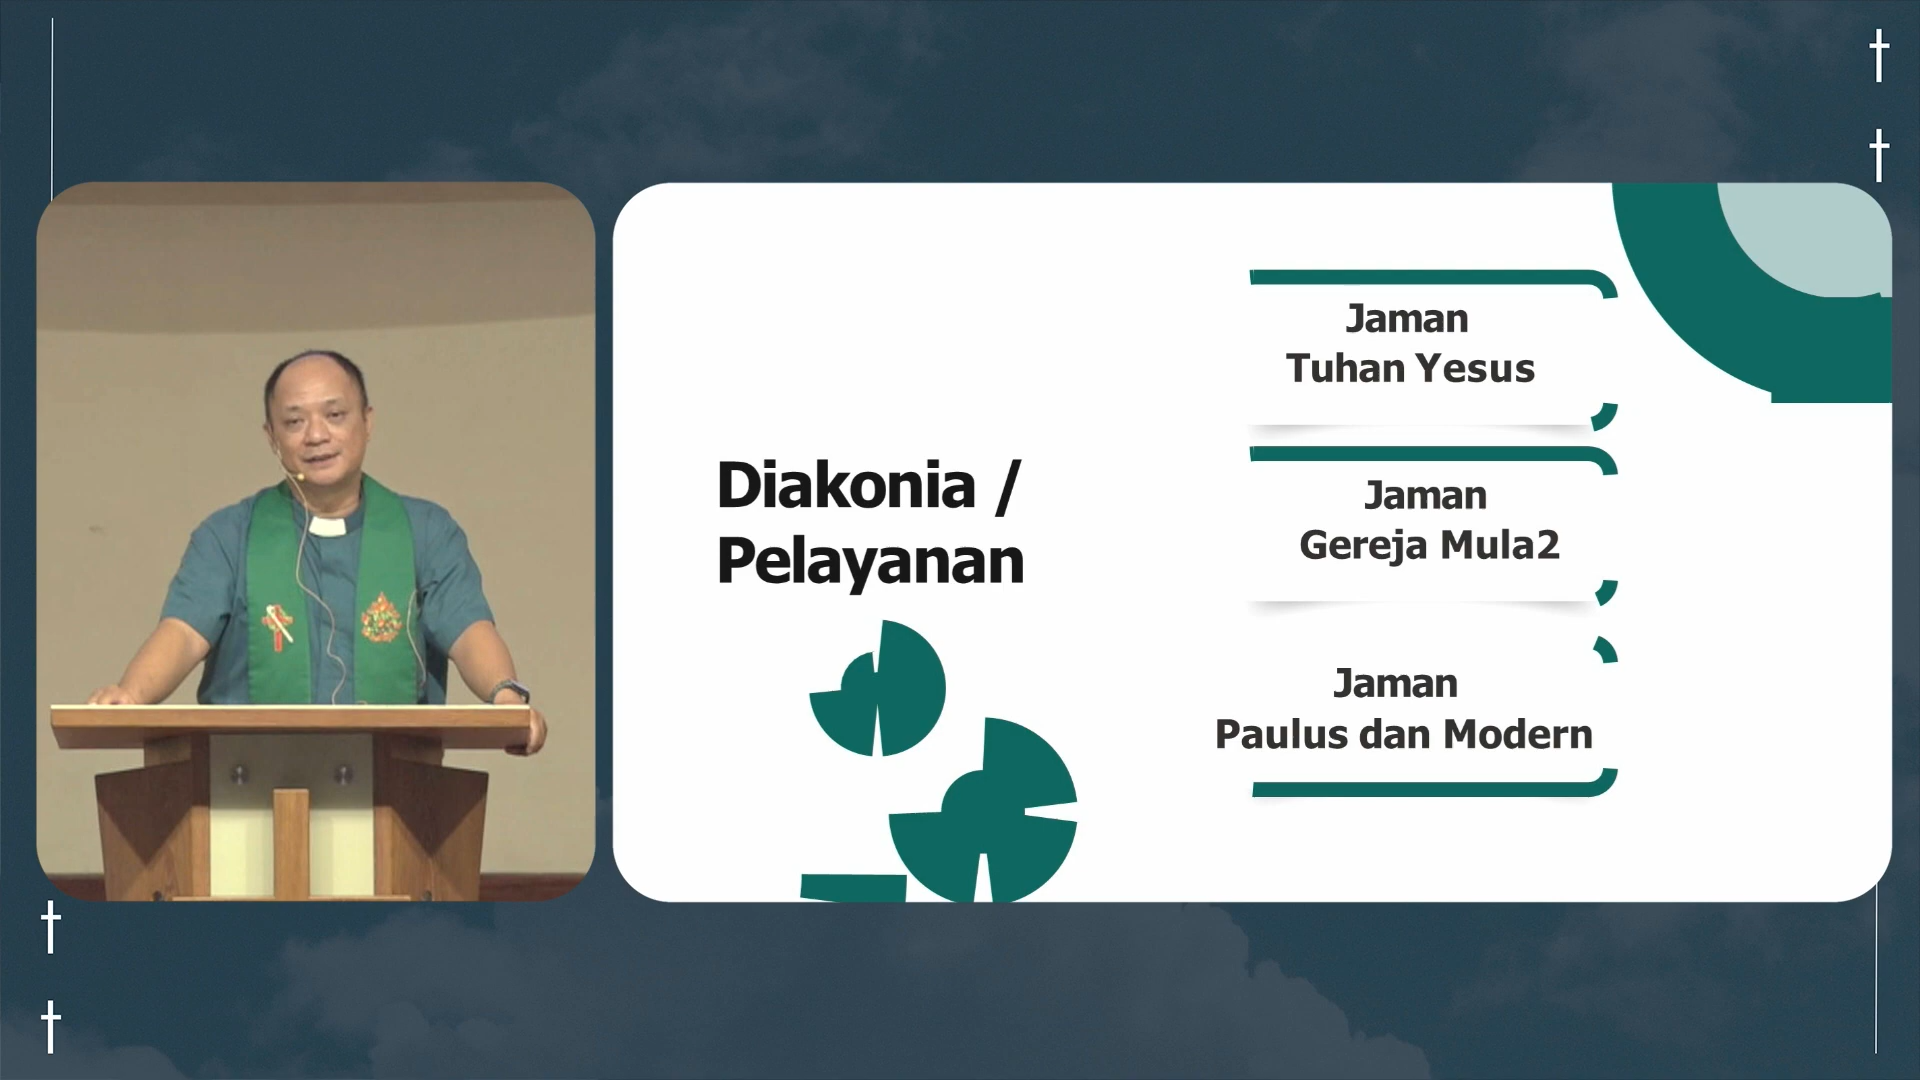 Diakonia /
Pelayanan
Jaman
Tuhan Yesus
Jaman
Gereja Mula2
Jaman
Paulus dan Modern